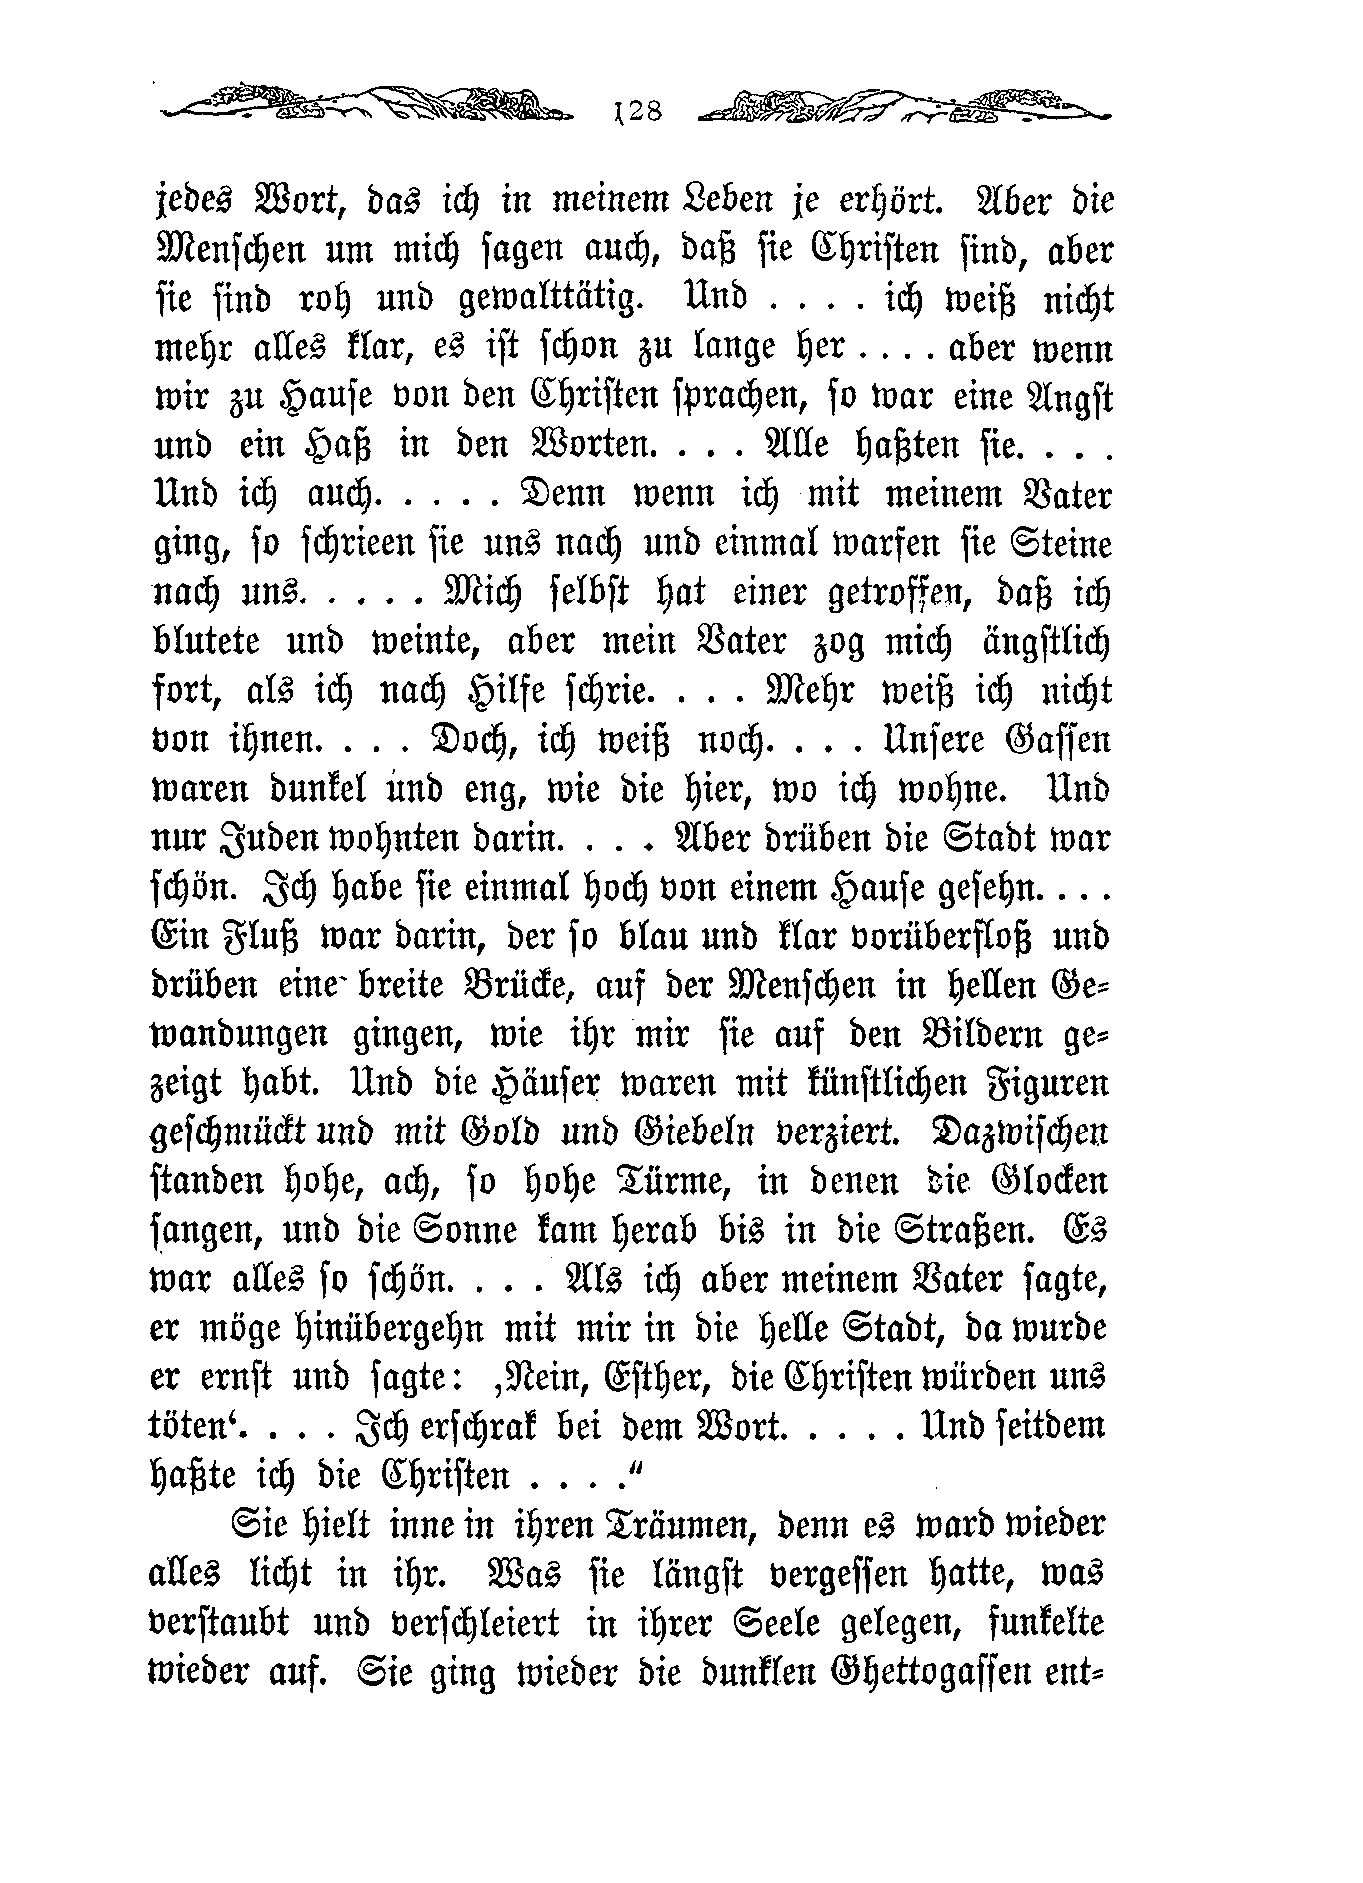 128
jedes Wort, das ich in meinem Leben je erhört. Aber die
Menschen um mich sagen auch, daß sie Christen sind, aber
sie sind roh und gewalttätig. Und . . . . ich weiß nicht
mehr alles klar, es ist schon zu lange her . . . . aber wenn
wir zu Hause von den Christen sprachen, so war eine Angst
und ein Haß in den Worten. . . . Alle haßten sie. . . .
Und ich auch. . . . . Denn wenn ich mit meinem Vater
ging, so schrieen sie uns nach und einmal warfen sie Steine
nach uns. . . . . Mich selbst hat einer getroffen, daß ich
blutete und weinte, aber mein Vater zog mich ängstlich
fort, als ich nach Hilfe schrie. . . . Mehr weiß ich nicht
von ihnen. . . . Doch, ich weiß noch. . . . Unsere Gassen
waren dunkel und eng, wie die hier, wo ich wohne. Und
nur Juden wohnten darin. . . . Aber drüben die Stadt war
schön. Ich habe sie einmal hoch von einem Hause gesehn. . . .
Ein Fluß war darin, der so blau und klar vorüberfloß und
drüben eine breite Brücke, auf der Menschen in hellen Ge-
wandungen gingen, wie ihr mir sie auf den Bildern ge-
zeigt habt. Und die Häuser waren mit künstlichen Figuren
geschmückt und mit Gold und Giebeln verziert. Dazwischen
standen hohe, ach, so hohe Türme, in denen die Glocken
sangen, und die Sonne kam herab bis in die Straßen. Es
war alles so schön. . . . Als ich aber meinem Vater sagte,
er möge hinübergehn mit mir in die helle Stadt, da wurde
er ernst und sagte: ‚Nein, Esther, die Christen würden uns
töten‘. . . . Ich erschrak bei dem Wort. . . . . Und seitdem
haßte ich die Christen . . . .“
Sie hielt inne in ihren Träumen, denn es ward wieder
alles licht in ihr. Was sie längst vergessen hatte, was
verstaubt und verschleiert in ihrer Seele gelegen, funkelte
wieder auf. Sie ging wieder die dunklen Ghettogassen ent-